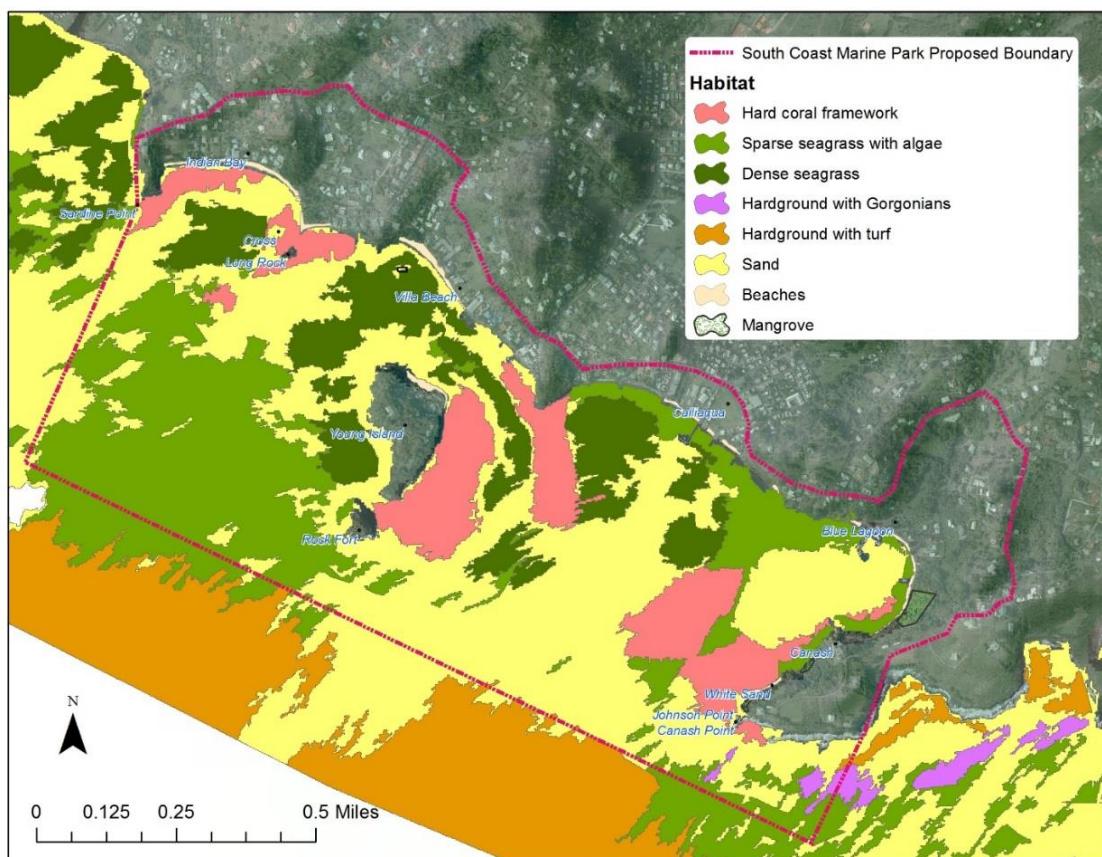 South Coast Marine Park Proposed Boundary
Habitat
Hard coral framework
Sparse seagrass with algae
Dense seagrass
Hardground with Gorgonians
Hardground with turf
Sand
Beaches
Mangrove
Indian Bay
Sardine Point
Cross
Long Rock
Villa Beach
Young Island
Calliaqua
Rock Fort
Blue Lagoon
Canash
White Sand
Johnson Point
Canash Point
N
0 0.125 0.25 0.5 Miles